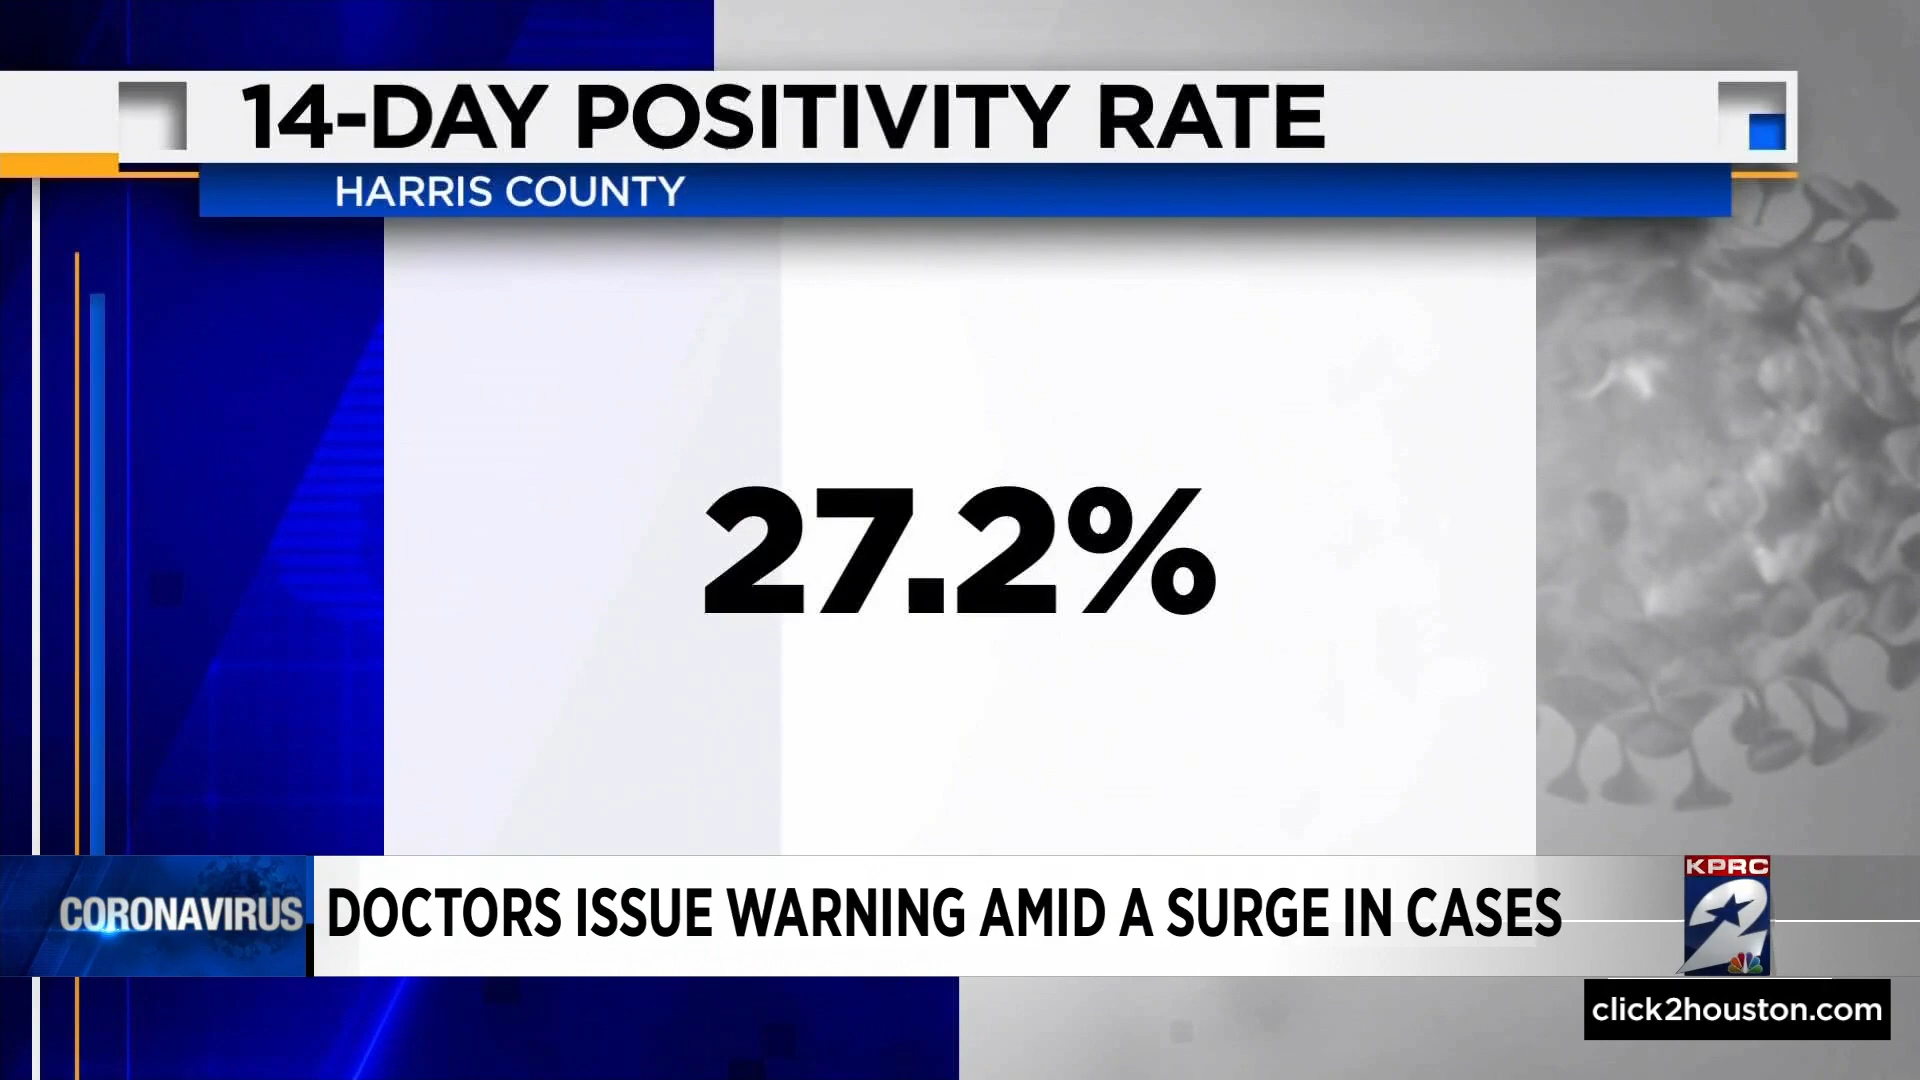 14-DAY POSITIVITY RATE
HARRIS COUNTY
27.2%
CORONAVIRUS
DOCTORS ISSUE WARNING AMID A SURGE IN CASES
KPRC
2
click2houston.com